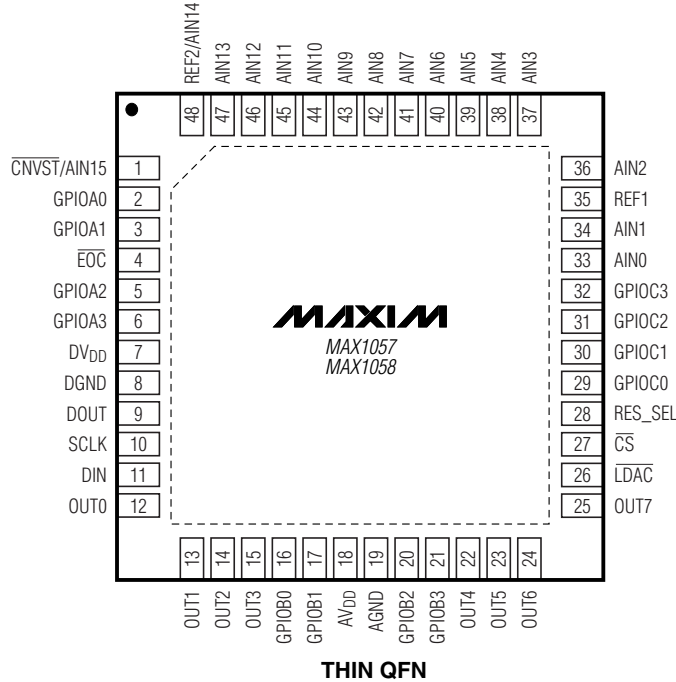 REF2/AIN14 AIN13 AIN12 AIN11 AIN10 AIN9 AIN8 AIN7 AIN6 AIN5 AIN4 AIN3
48 47 46 45 44 43 42 41 40 39 38 37
CNVST/AIN15 1 36 AIN2
GPIOA0 2 35 REF1
GPIOA1 3 34 AIN1
EOC 4 33 AIN0
GPIOA2 5 32 GPIOC3
GPIOA3 6 31 GPIOC2
MAXIM
DVDD 7 30 GPIOC1
MAX1057
MAX1058
DGND 8 29 GPIOC0
DOUT 9 28 RES_SEL
SCLK 10 27 CS
DIN 11 26 LDAC
OUT0 12 25 OUT7
13 14 15 16 17 18 19 20 21 22 23 24
OUT1 OUT2 OUT3 GPIOB0 GPIOB1 AVDD AGND GPIOB2 GPIOB3 OUT4 OUT5 OUT6
THIN QFN